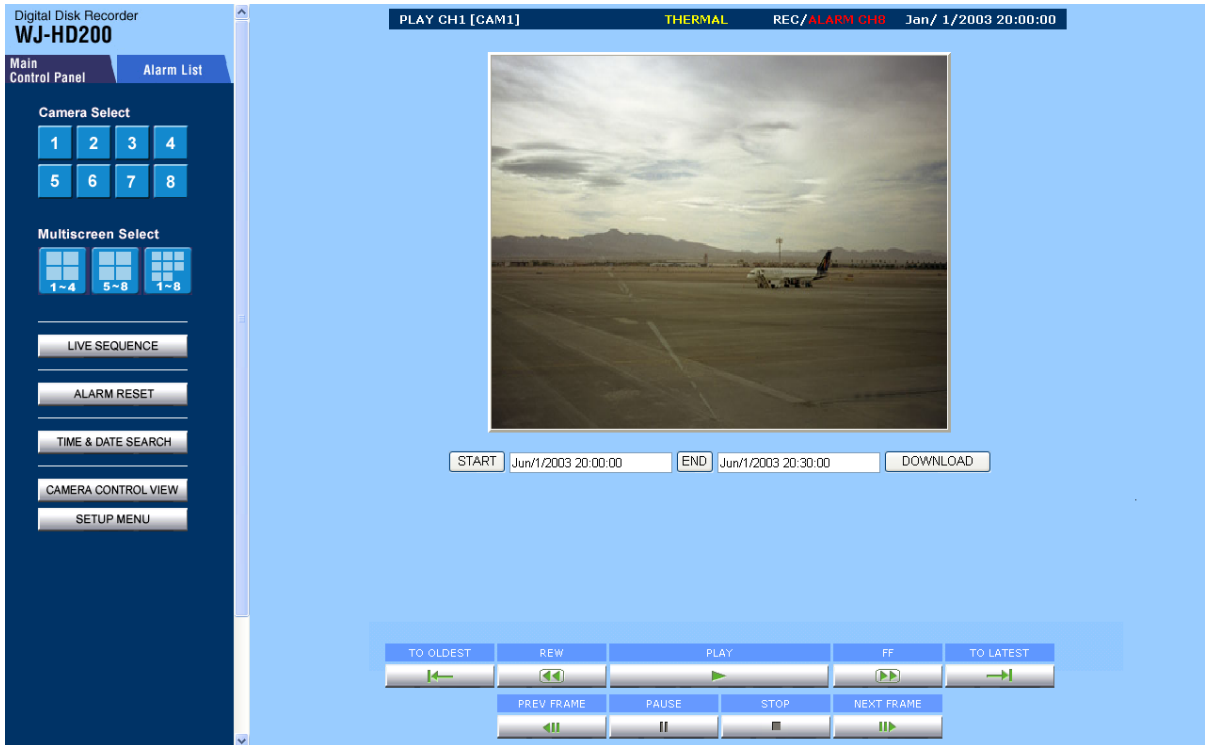 Digital Disk Recorder
WJ-HD200
Main
Control Panel
Alarm List
Camera Select
1 2 3 4
5 6 7 8
Multiscreen Select
1~4 5~8 1~8
LIVE SEQUENCE
ALARM RESET
TIME & DATE SEARCH
CAMERA CONTROL VIEW
SETUP MENU
PLAY CH1 [CAM1] THERMAL REC/ALARM CH8 Jan/ 1/2003 20:00:00
START Jun/1/2003 20:00:00 END Jun/1/2003 20:30:00 DOWNLOAD
TO OLDEST REW PLAY FF TO LATEST
PREV FRAME PAUSE STOP NEXT FRAME